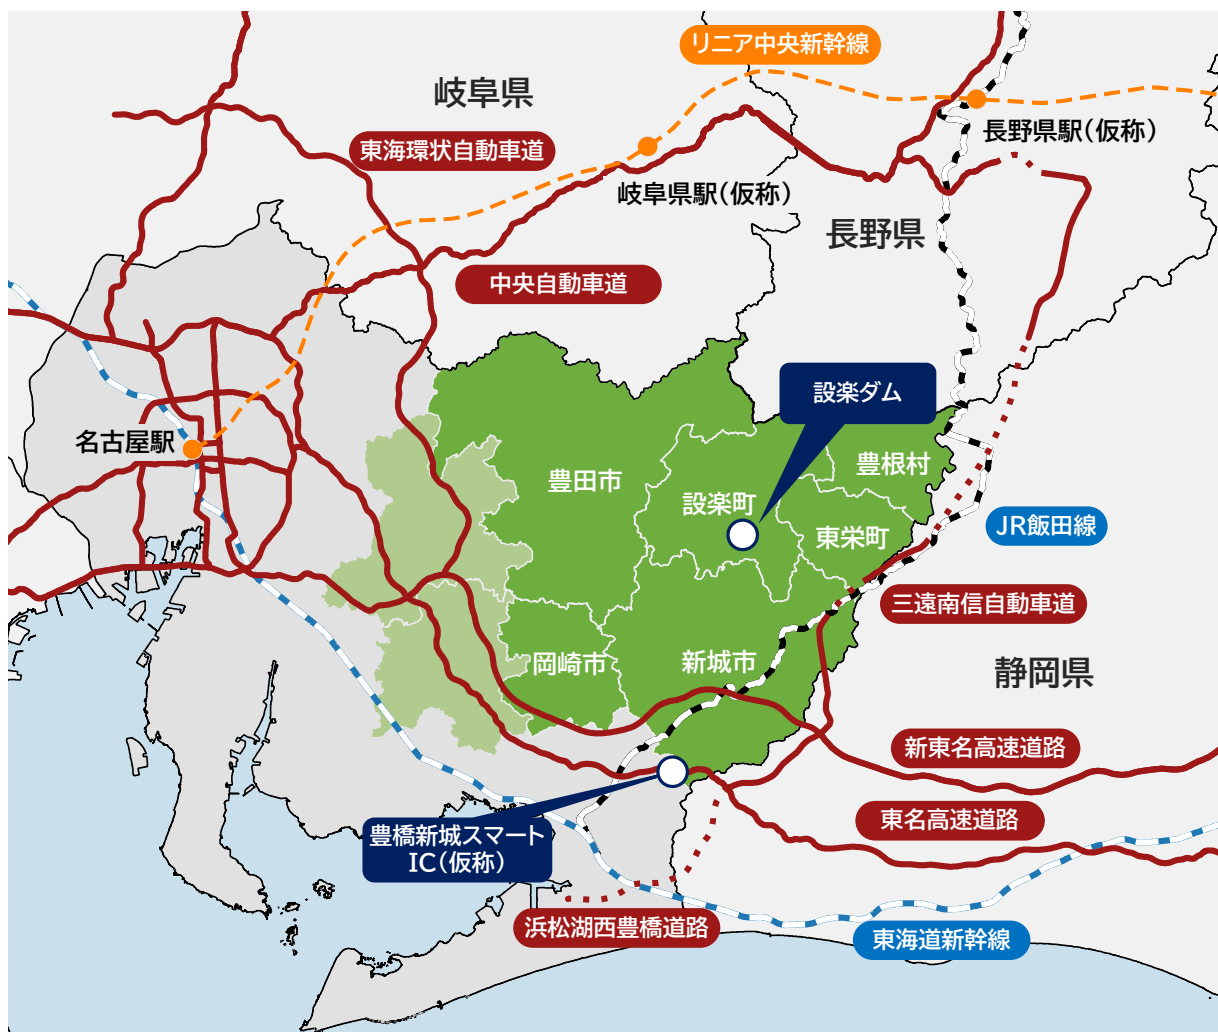 リニア中央新幹線
岐阜県
長野県駅（仮称）
東海環状自動車道
岐阜県駅（仮称）
長野県
中央自動車道
設楽ダム
名古屋駅
豊田市
豊根村
設楽町
東栄町
JR飯田線
三遠南信自動車道
岡崎市
新城市
静岡県
新東名高速道路
東名高速道路
豊橋新城スマート
IC（仮称）
浜松湖西豊橋道路
東海道新幹線